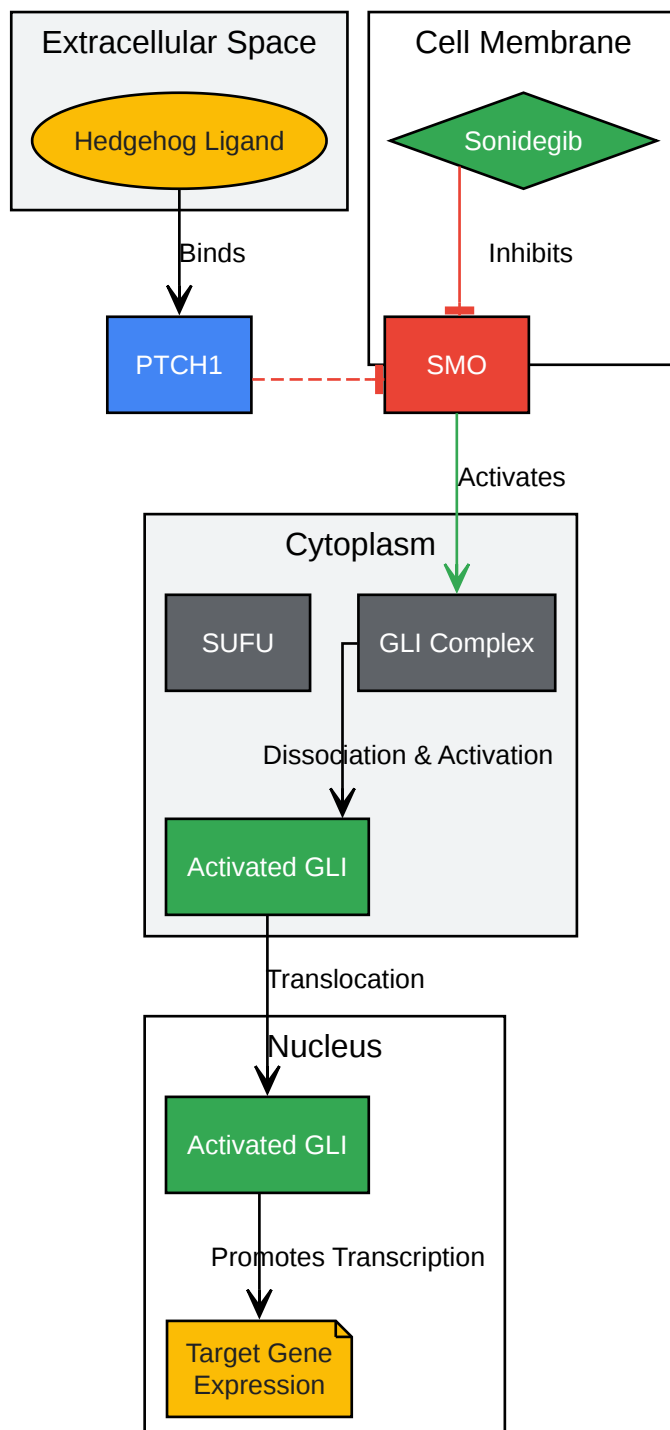 Extracellular Space
Cell Membrane
Hedgehog Ligand
Sonidegib
Binds
Inhibits
PTCH1
SMO
Activates
Cytoplasm
SUFU
GLI Complex
Dissociation & Activation
Activated GLI
Translocation
Nucleus
Activated GLI
Promotes Transcription
Target Gene
Expression